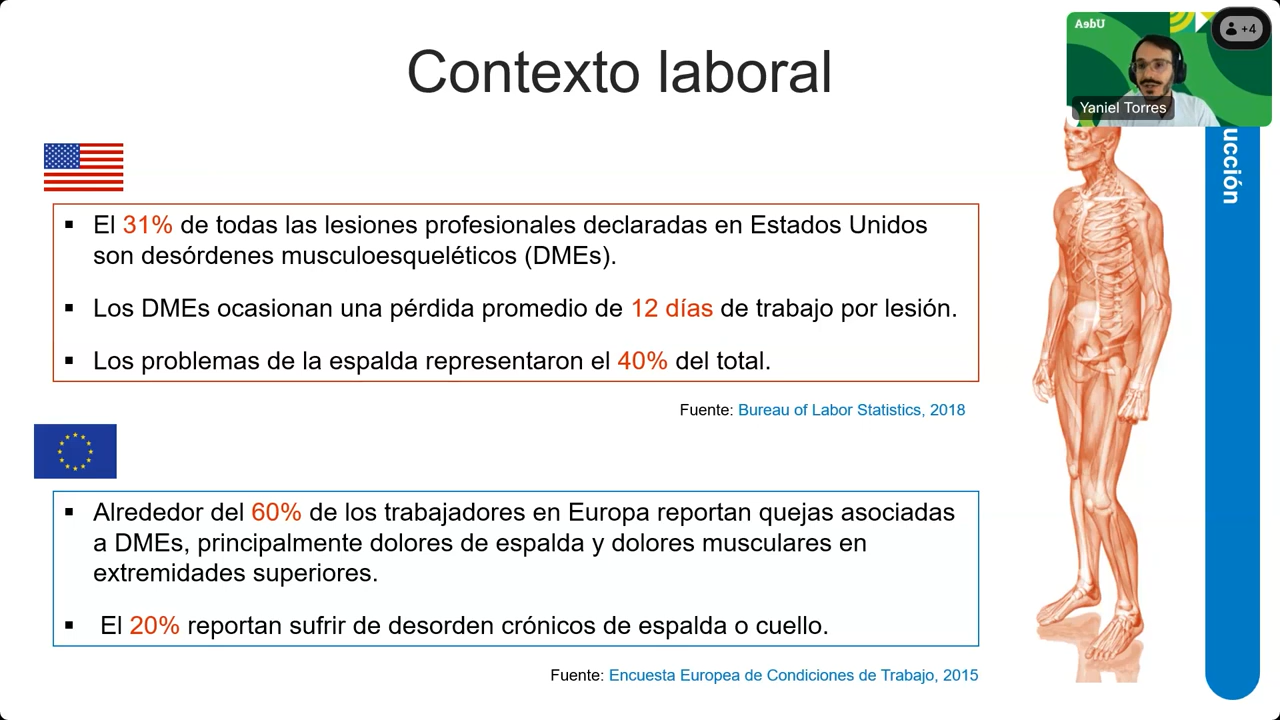 Contexto laboral
UdeA
+4
Yaniel Torres
ucción
▪ El 31% de todas las lesiones profesionales declaradas en Estados Unidos
son desórdenes musculoesqueléticos (DMEs).
▪ Los DMEs ocasionan una pérdida promedio de 12 días de trabajo por lesión.
▪ Los problemas de la espalda representaron el 40% del total.
Fuente: Bureau of Labor Statistics, 2018
▪ Alrededor del 60% de los trabajadores en Europa reportan quejas asociadas
a DMEs, principalmente dolores de espalda y dolores musculares en
extremidades superiores.
▪ El 20% reportan sufrir de desorden crónicos de espalda o cuello.
Fuente: Encuesta Europea de Condiciones de Trabajo, 2015